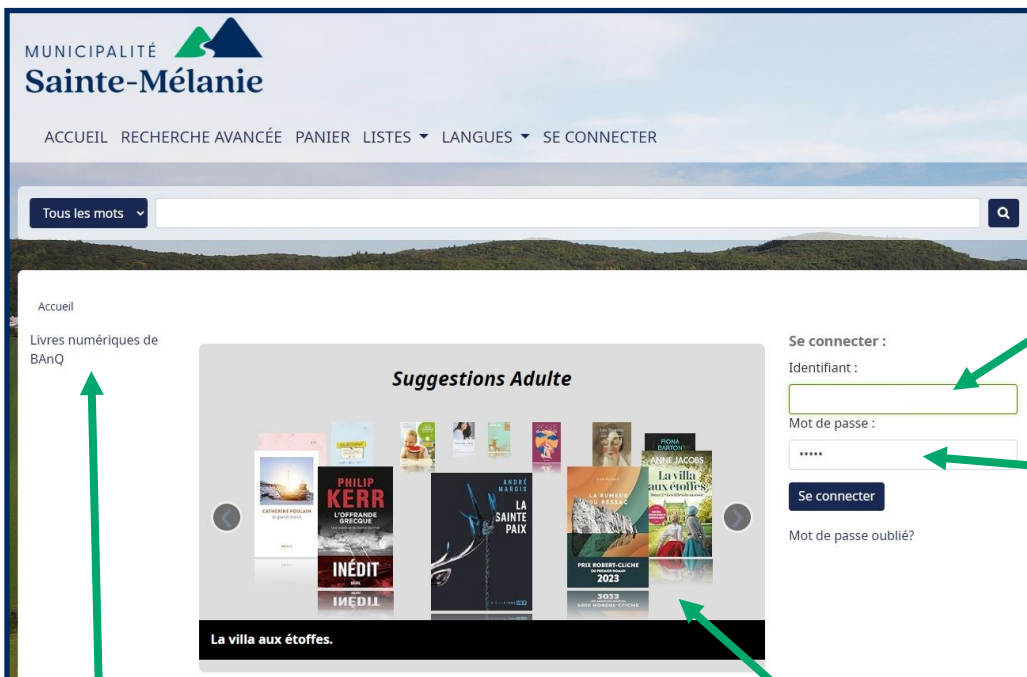 MUNICIPALITÉ
Sainte-Mélanie
ACCUEIL RECHERCHE AVANCÉE PANIER LISTES LANGUES SE CONNECTER
Tous les mots
Accueil
Livres numériques de
BAnQ
Suggestions Adulte
CATHERINE POULAIN
PHILIP
KERR
L'OFFRANDE
GRECQUE
INÉDIT
ANDRÉ
MAROIS
LA
SAINTE
PAIX
LA RUMEUR
DU RESSAC
PRIX ROBERT-CLICHE
DU PREMIER ROMAN
2023
FIONA
BARTON
ANNE JACOBS
La villa
aux étoffes
La villa aux étoffes.
Se connecter :
Identifiant :
Mot de passe :
•••••
Se connecter
Mot de passe oublié?